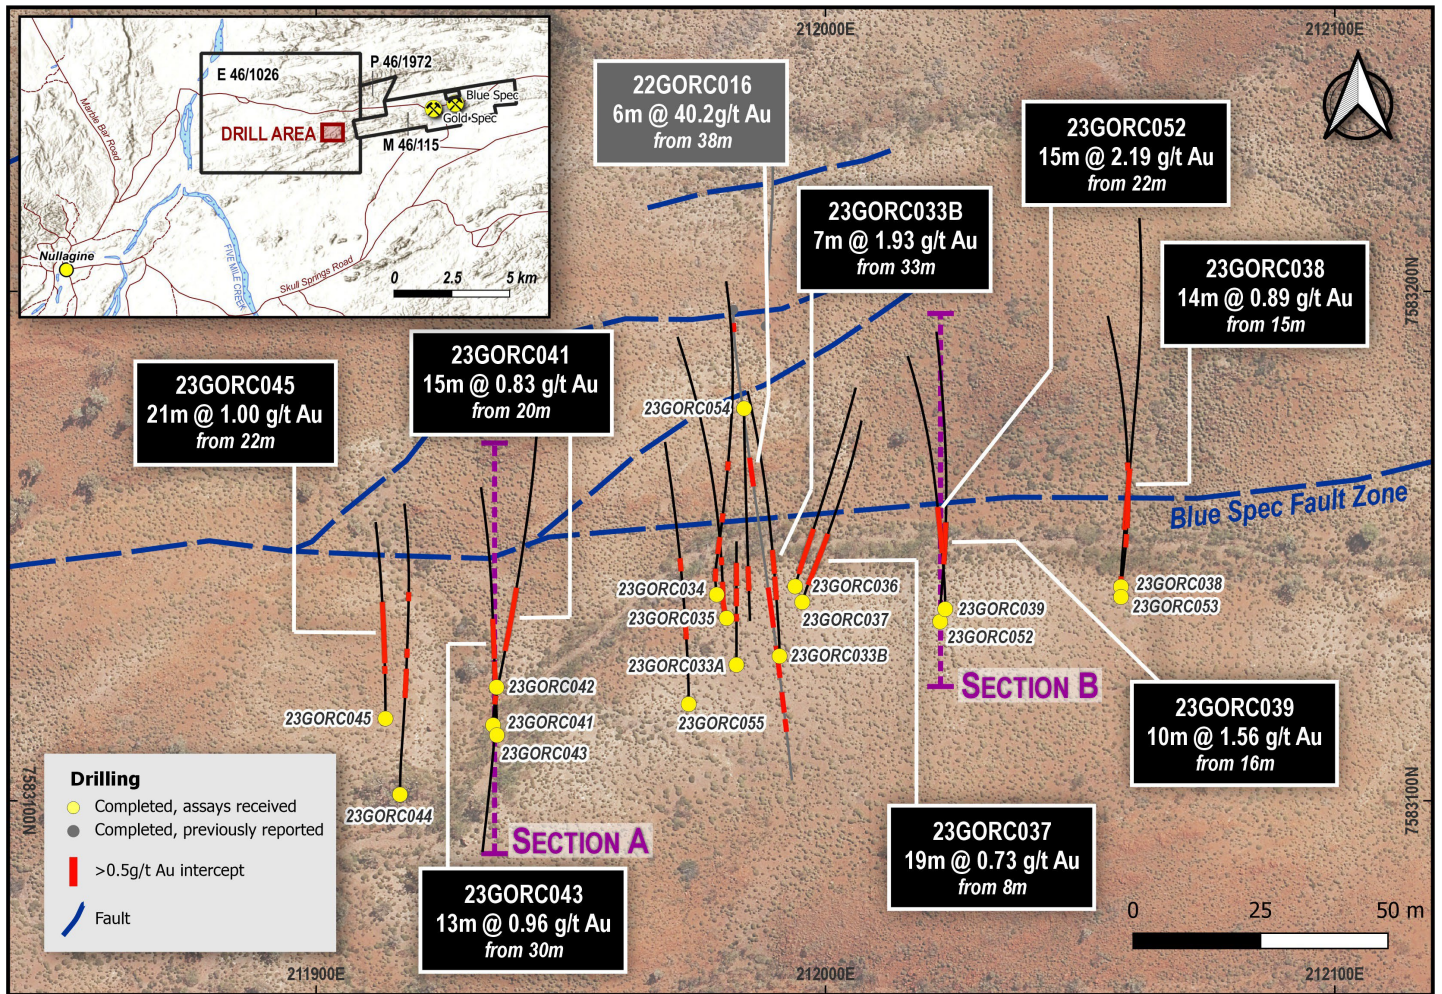 212000E
212100E
E 46/1026
P 46/1972
Blue Spec
Gold Spec
DRILL AREA
M 46/115
Marble Bar Road
Nullagine
FIVE MILE CREEK
Skull Springs Road
0 2.5 5 km
22GORC016
6m @ 40.2g/t Au
from 38m
23GORC052
15m @ 2.19 g/t Au
from 22m
23GORC033B
7m @ 1.93 g/t Au
from 33m
23GORC038
14m @ 0.89 g/t Au
from 15m
7583200N
23GORC041
15m @ 0.83 g/t Au
from 20m
23GORC045
21m @ 1.00 g/t Au
from 22m
23GORC054
Blue Spec Fault Zone
23GORC034
23GORC035
23GORC033A
23GORC055
23GORC036
23GORC037
23GORC033B
23GORC039
23GORC052
23GORC038
23GORC053
23GORC042
23GORC041
23GORC043
23GORC045
23GORC044
SECTION B
SECTION A
23GORC039
10m @ 1.56 g/t Au
from 16m
23GORC037
19m @ 0.73 g/t Au
from 8m
23GORC043
13m @ 0.96 g/t Au
from 30m
Drilling
Completed, assays received
Completed, previously reported
>0.5g/t Au intercept
Fault
7583100N
7583100N
0 25 50 m
211900E
212000E
212100E